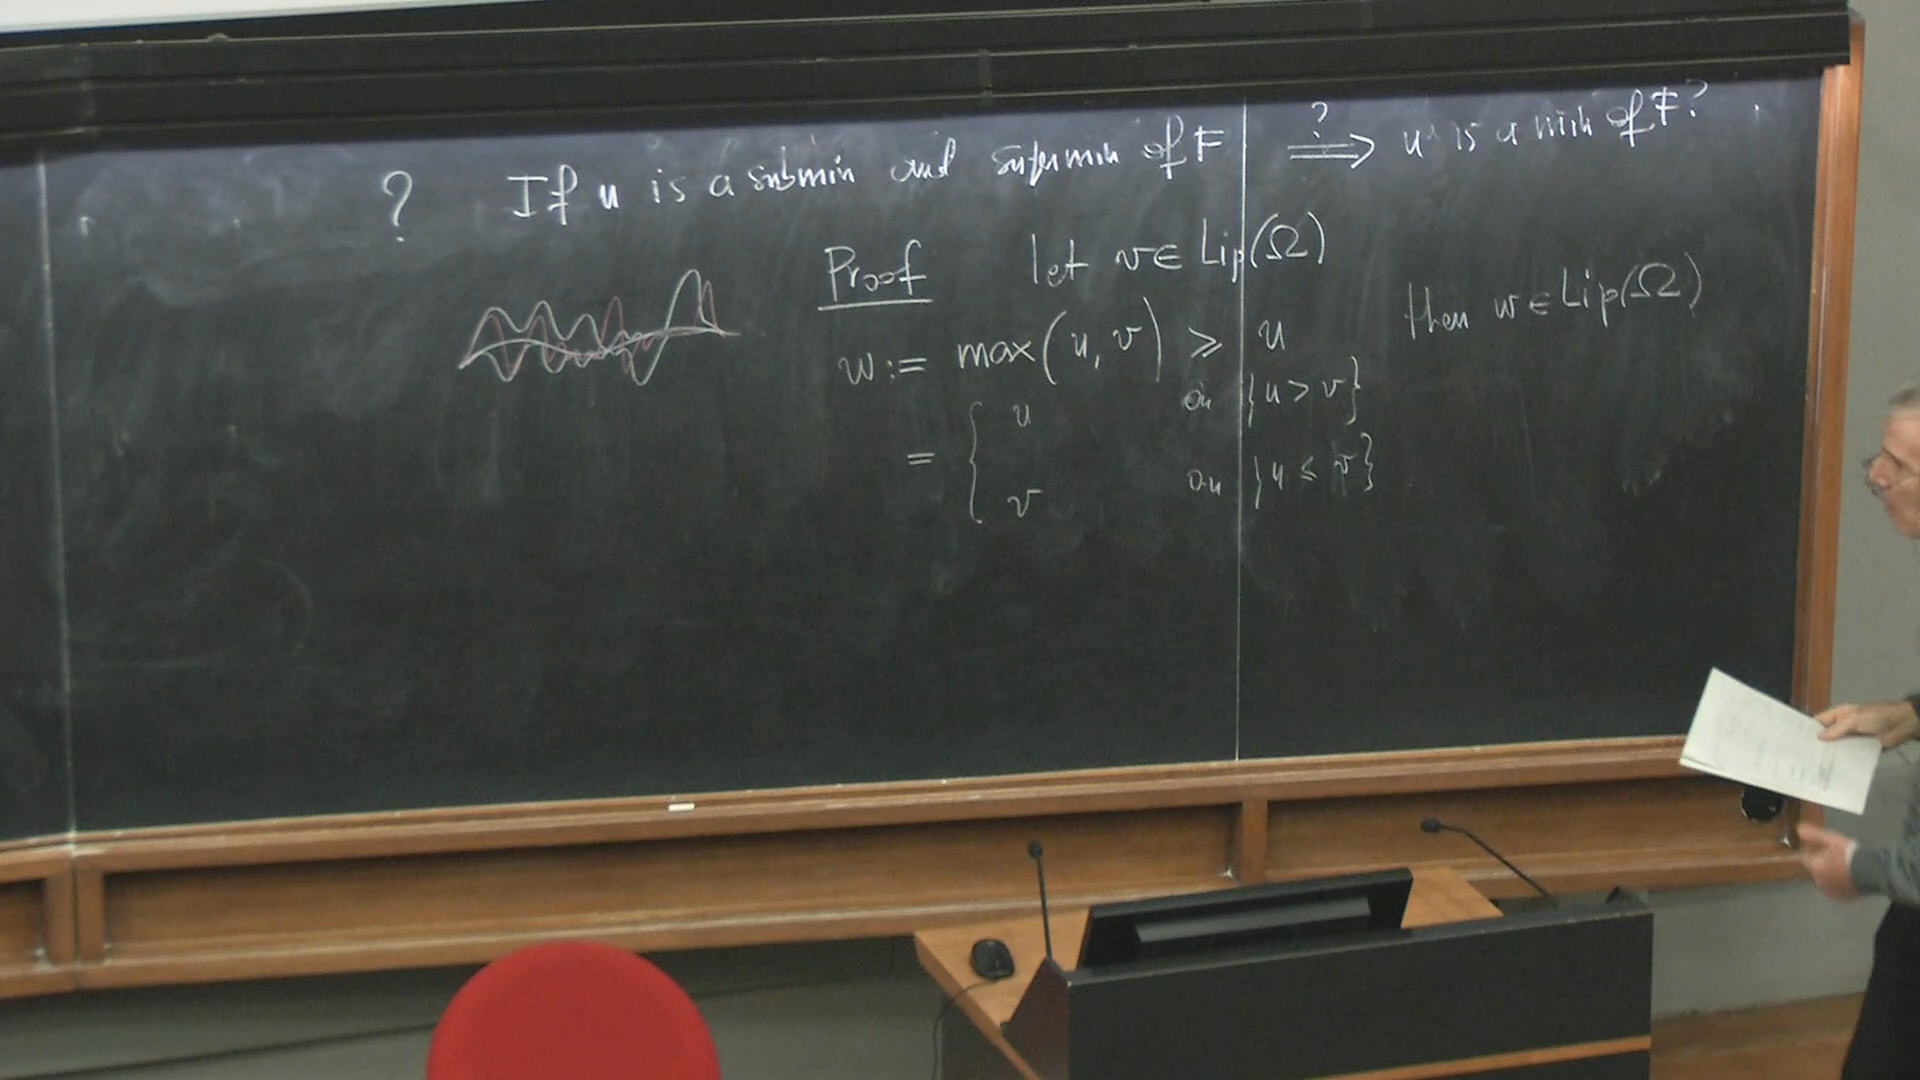 ? If u is a submin and supermin of F ?⟹ u is a min of F?
Proof let v ∈ Lip(Ω)
w := max(u, v) ⩾ u then w ∈ Lip(Ω)
= { u on {u > v}
v on {u ≤ v}